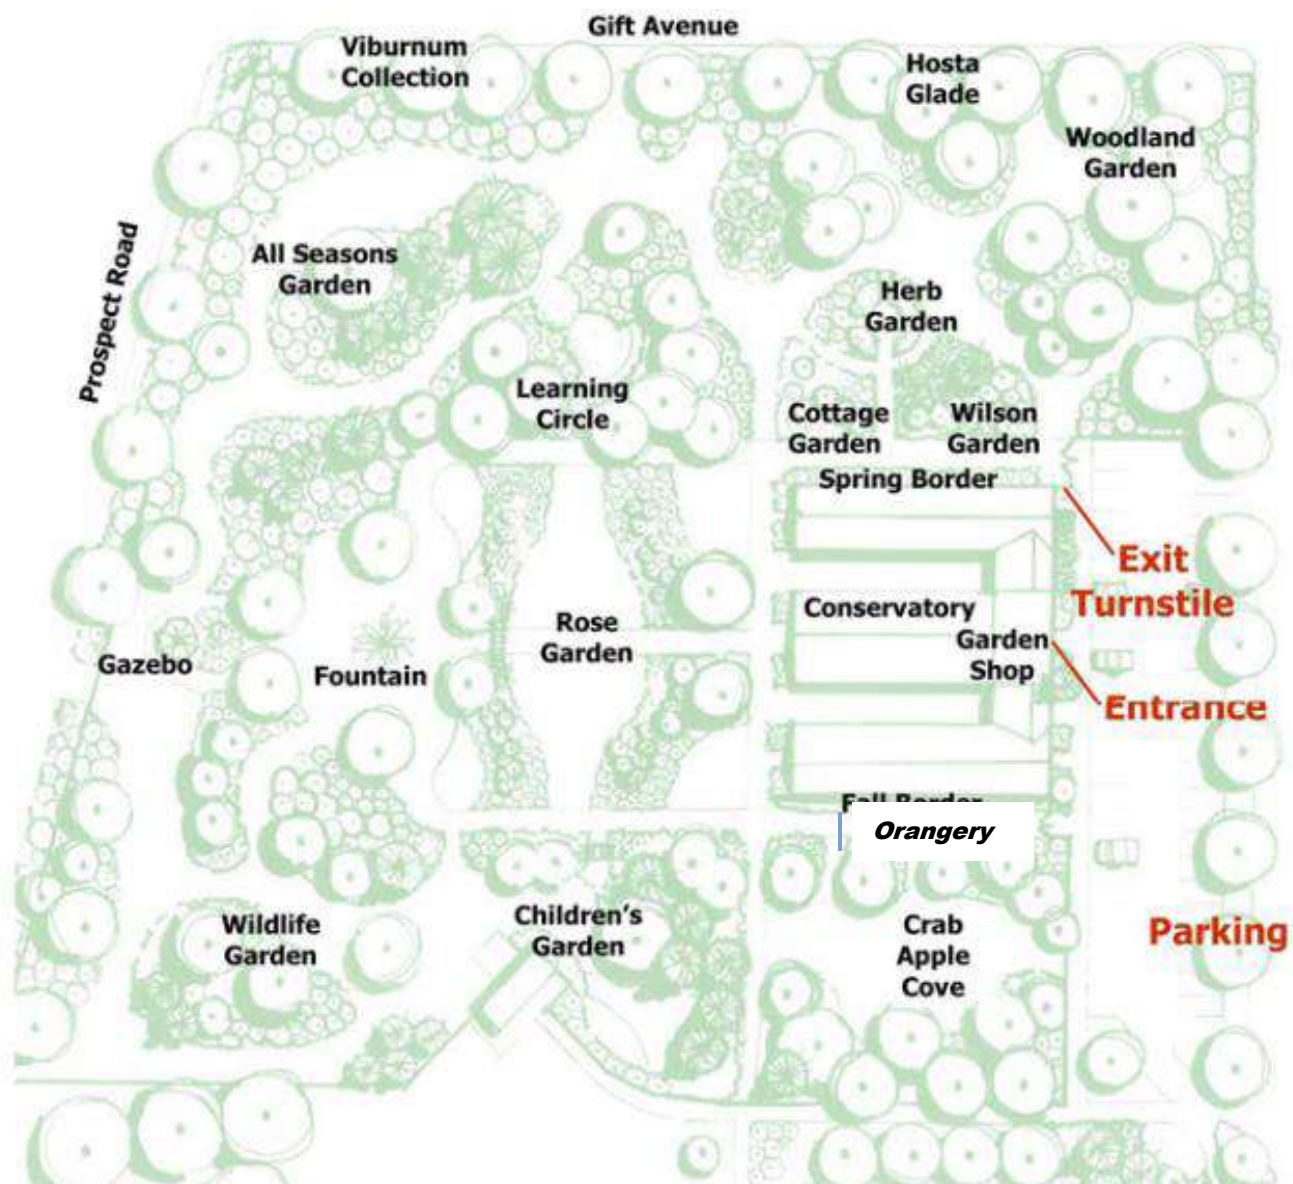 Gift Avenue
Viburnum
Collection
Hosta
Glade
Woodland
Garden
Prospect Road
All Seasons
Garden
Herb
Garden
Learning
Circle
Cottage
Garden
Wilson
Garden
Spring Border
Exit
Turnstile
Conservatory
Rose
Garden
Garden
Shop
Gazebo
Fountain
Entrance
Fall Border
Orangery
Wildlife
Garden
Children's
Garden
Crab
Apple
Cove
Parking